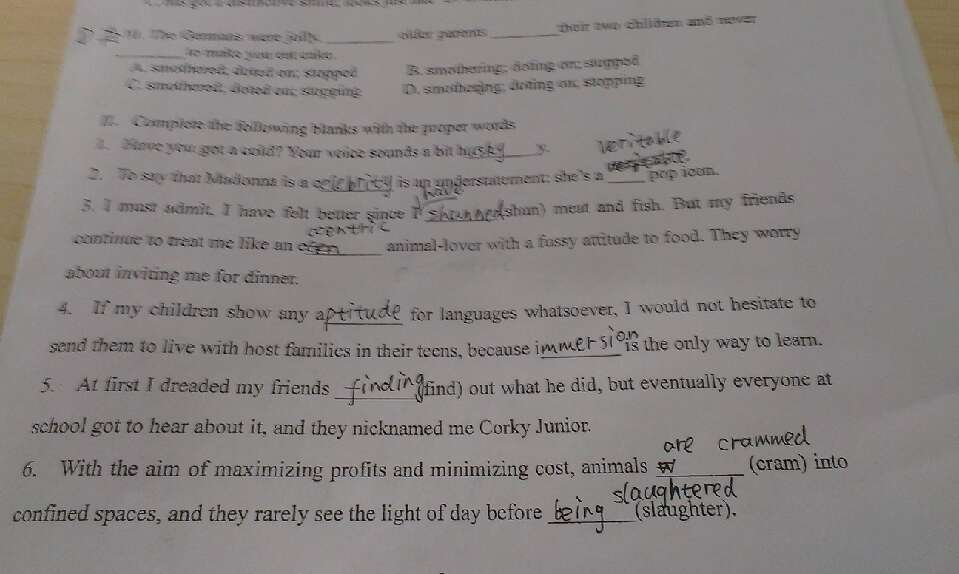 10. The Germans were jolly, ______ older parents ______ their two children and never
______ to make you eat cake.
A. smothered; doted on; stopped B. smothering; doting on; stopped
C. smothered; doted on; stopping D. smothering; doting on; stopping
II. Complete the following blanks with the proper words
1. Have you got a cold? Your voice sounds a bit husky y.
veritable
2. To say that Madonna is a celebrity is an understatement: she's a ____ pop icon.
have
3. I must admit, I have felt better since I shunned(shun) meat and fish. But my friends
ccentric
continue to treat me like an e animal-lover with a fussy attitude to food. They worry
about inviting me for dinner.
4. If my children show any aptitude for languages whatsoever, I would not hesitate to
send them to live with host families in their teens, because immersion is the only way to learn.
5. At first I dreaded my friends finding(find) out what he did, but eventually everyone at
school got to hear about it, and they nicknamed me Corky Junior.
are crammed
6. With the aim of maximizing profits and minimizing cost, animals ______ (cram) into
slaughtered
confined spaces, and they rarely see the light of day before being (slaughter).